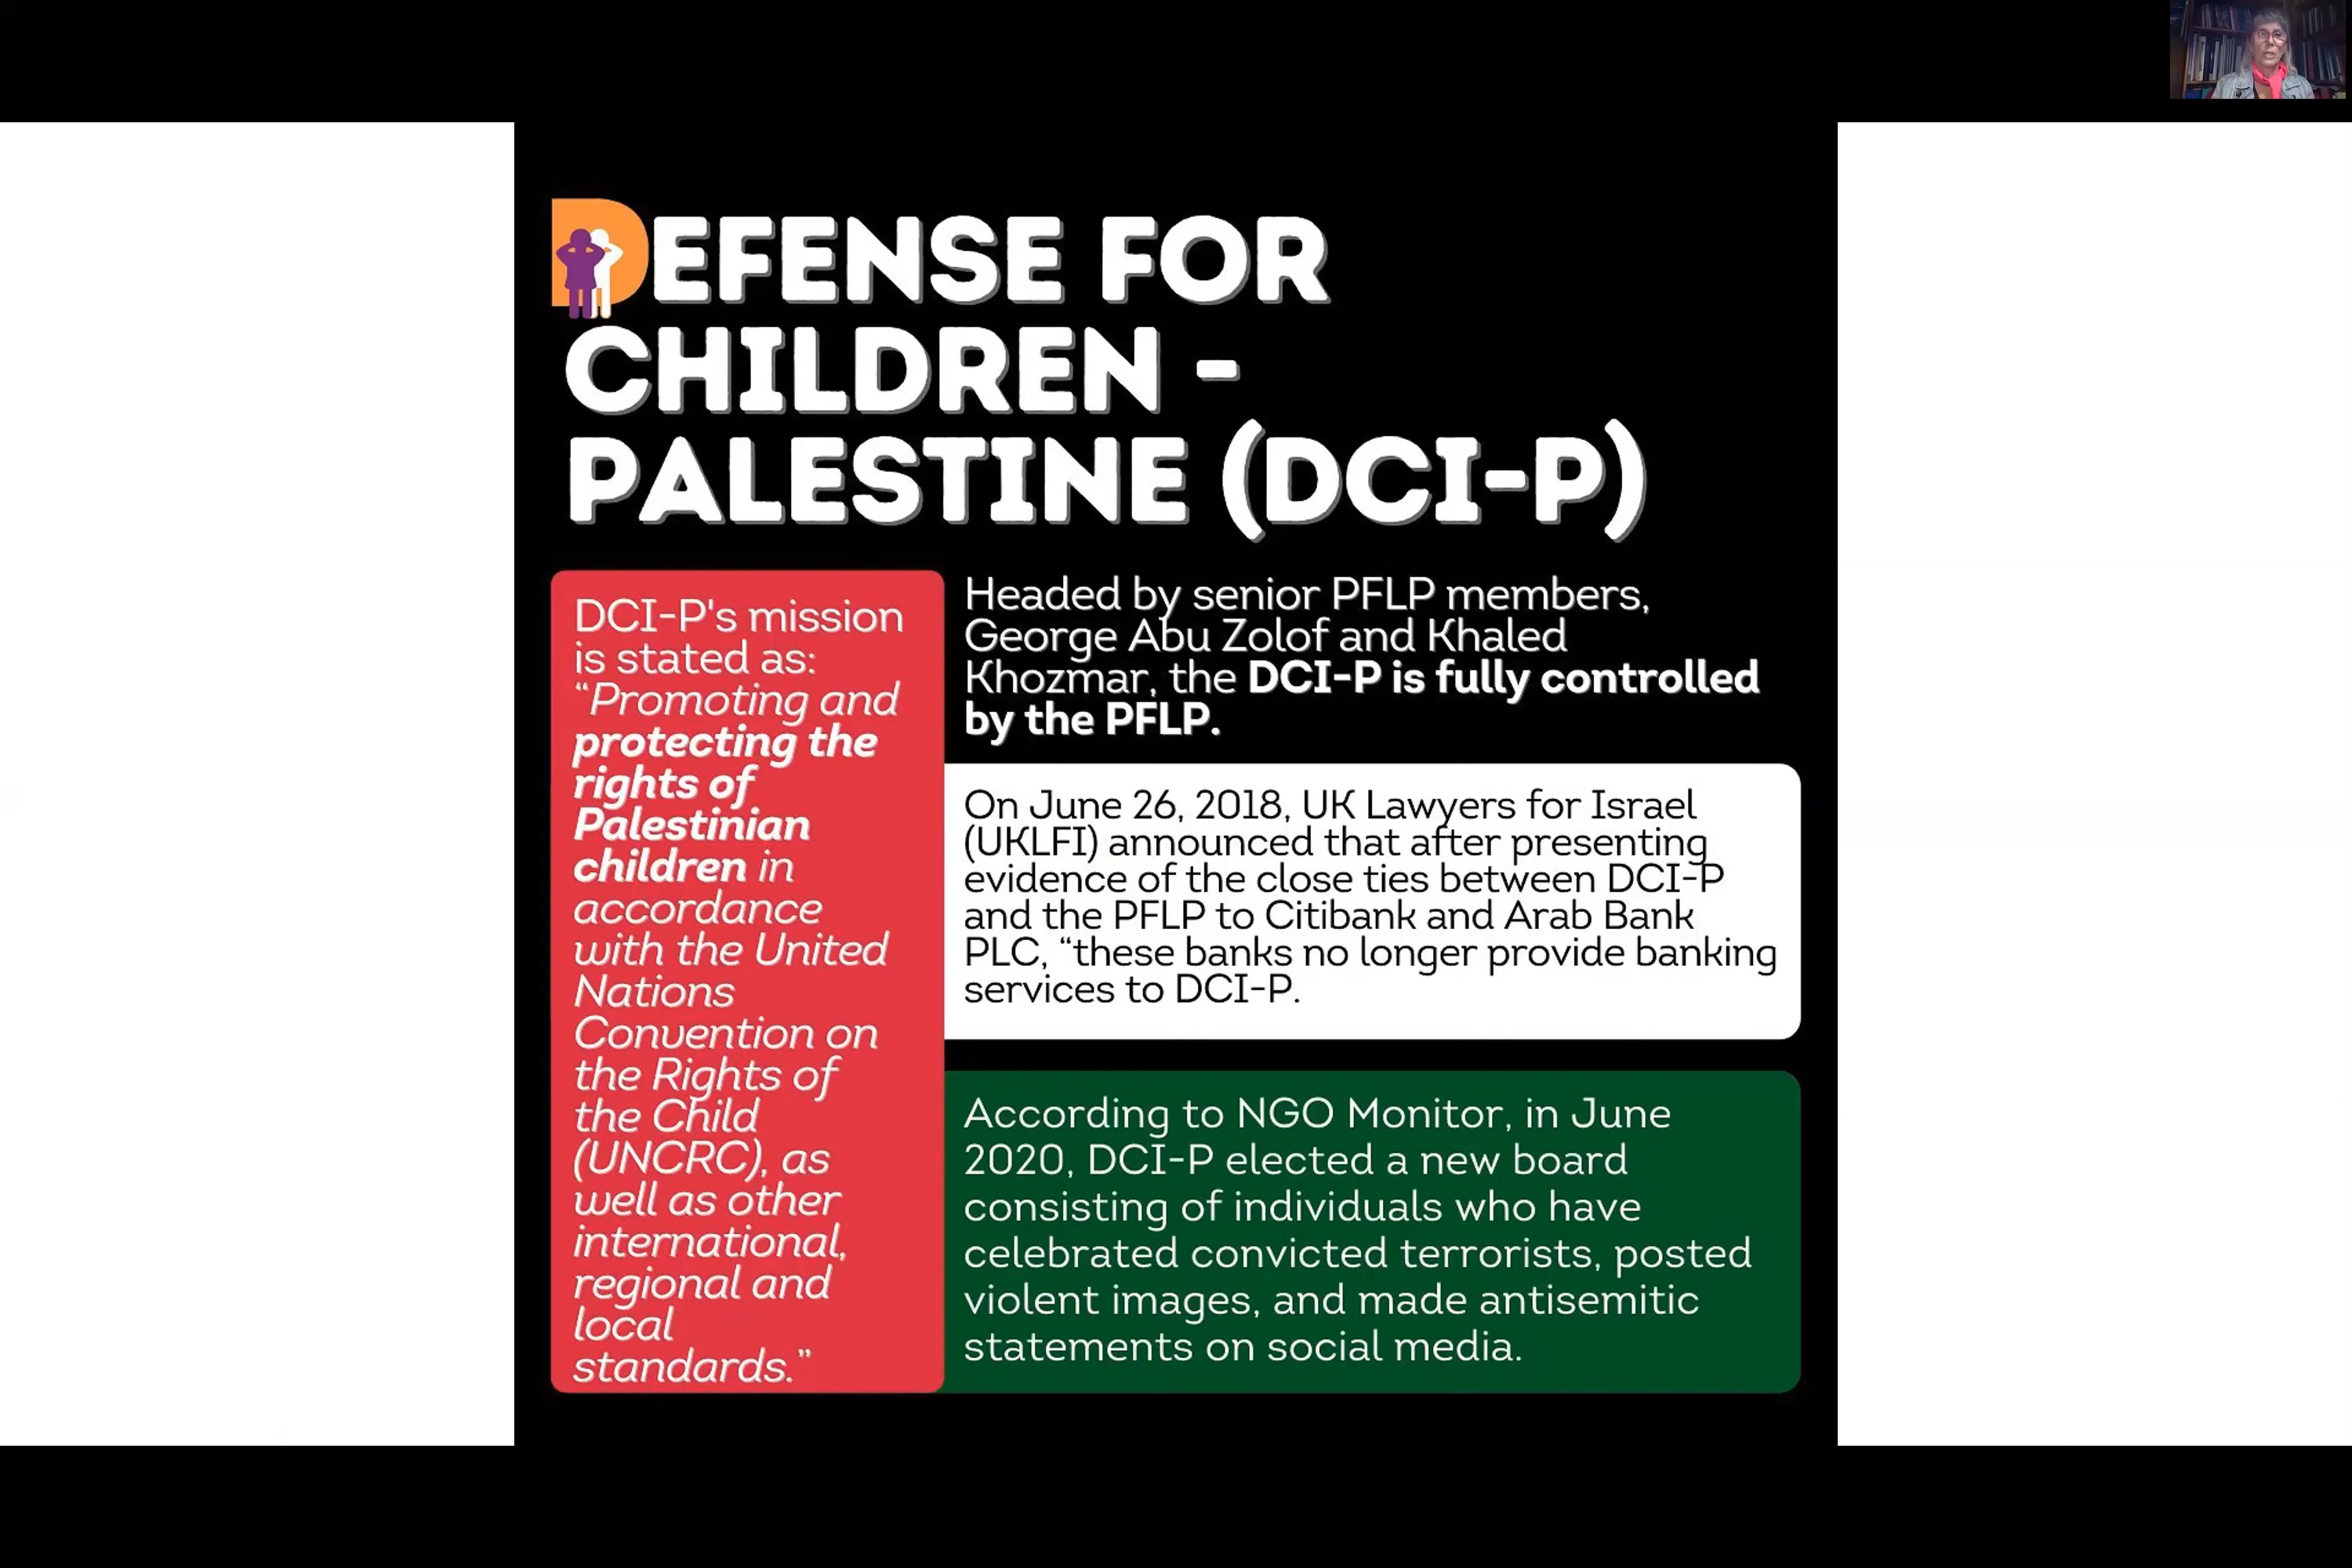 DEFENSE FOR
CHILDREN -
PALESTINE (DCI-P)
DCI-P's mission
is stated as:
“Promoting and
protecting the
rights of
Palestinian
children in
accordance
with the United
Nations
Convention on
the Rights of
the Child
(UNCRC), as
well as other
international,
regional and
local
standards.”
Headed by senior PFLP members,
George Abu Zolof and Khaled
Khozmar, the DCI-P is fully controlled
by the PFLP.
On June 26, 2018, UK Lawyers for Israel
(UKLFI) announced that after presenting
evidence of the close ties between DCI-P
and the PFLP to Citibank and Arab Bank
PLC, “these banks no longer provide banking
services to DCI-P.
According to NGO Monitor, in June
2020, DCI-P elected a new board
consisting of individuals who have
celebrated convicted terrorists, posted
violent images, and made antisemitic
statements on social media.